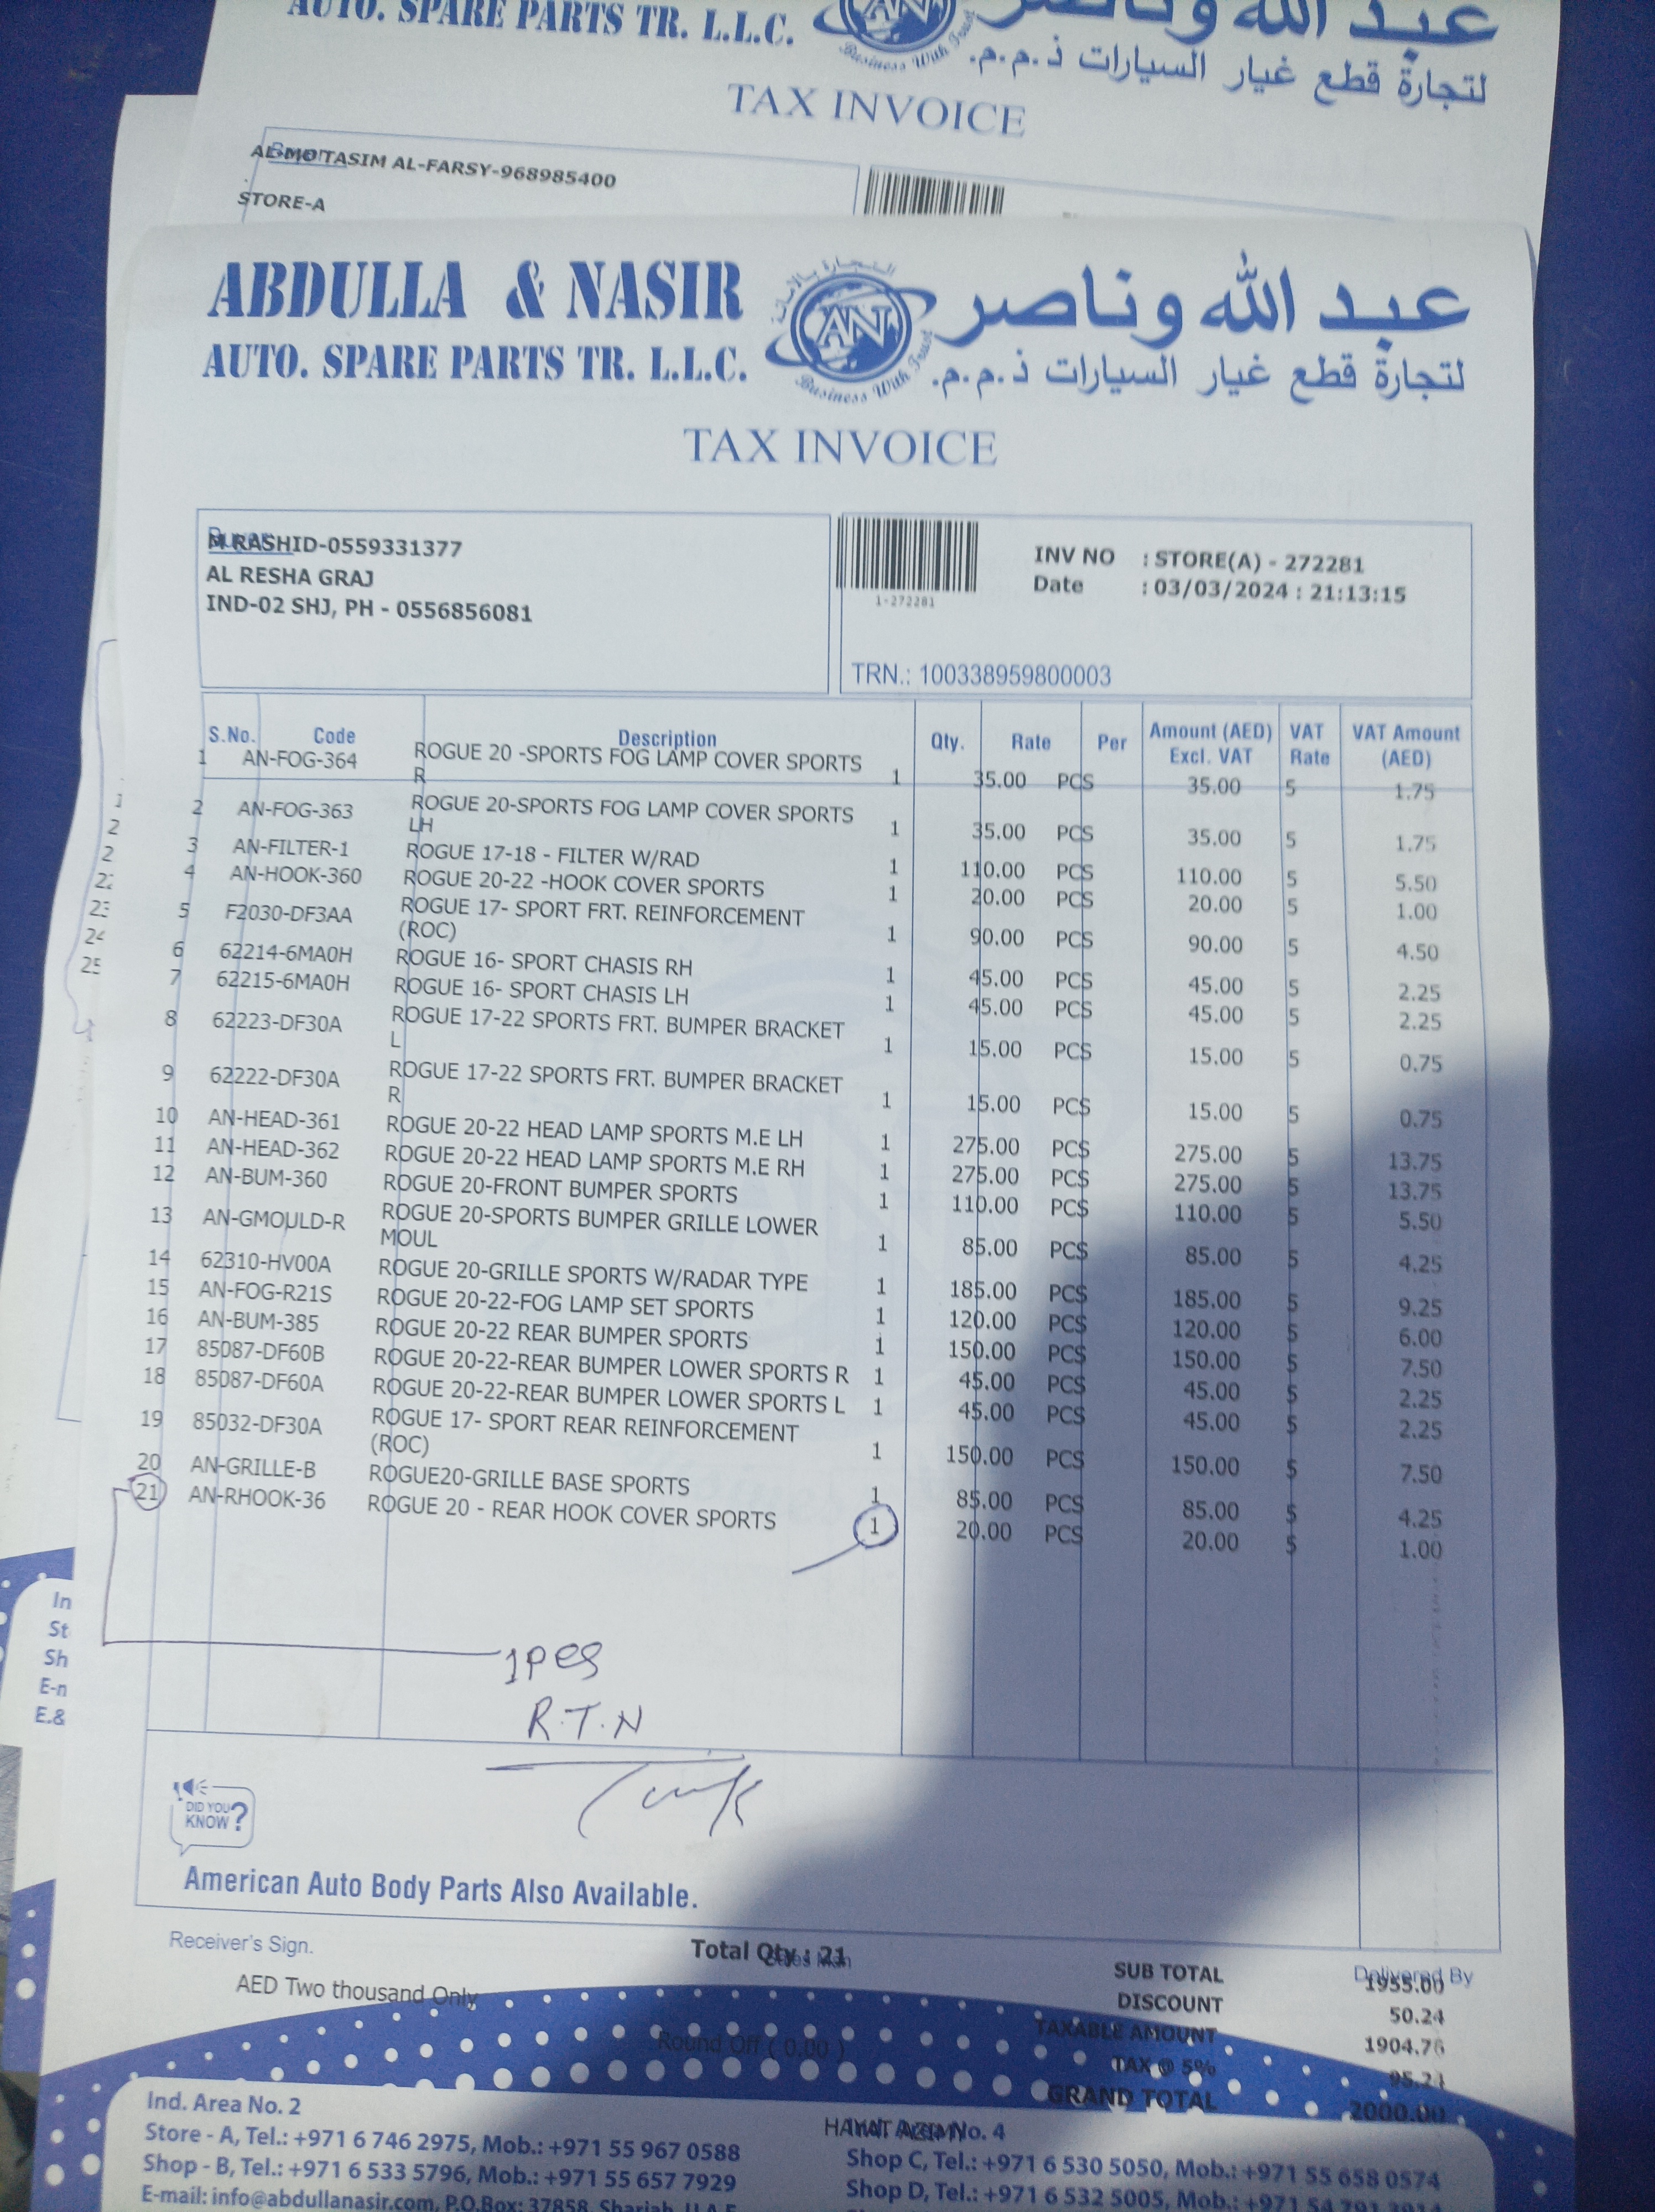 عبد الله وناصر
AUTO. SPARE PARTS TR. L.L.C.
AN
Business With Trust
لتجارة قطع غيار السيارات ذ.م.م.
TAX INVOICE
AL-MOTASIM AL-FARSY-968985400
STORE-A
ABDULLA & NASIR
عبد الله وناصر
AUTO. SPARE PARTS TR. L.L.C.
AN
Business With Trust
لتجارة قطع غيار السيارات ذ.م.م.
TAX INVOICE
M RASHID-0559331377
AL RESHA GRAJ
IND-02 SHJ, PH - 0556856081
1-272281
INV NO : STORE(A) - 272281
Date : 03/03/2024 : 21:13:15
TRN.: 100338959800003
S.No. Code Description Qty. Rate Per Amount (AED) Excl. VAT VAT Rate VAT Amount (AED)
1 AN-FOG-364 ROGUE 20 -SPORTS FOG LAMP COVER SPORTS R 1 35.00 PCS 35.00 5 1.75
2 AN-FOG-363 ROGUE 20-SPORTS FOG LAMP COVER SPORTS LH 1 35.00 PCS 35.00 5 1.75
3 AN-FILTER-1 ROGUE 17-18 - FILTER W/RAD 1 110.00 PCS 110.00 5 5.50
4 AN-HOOK-360 ROGUE 20-22 -HOOK COVER SPORTS 1 20.00 PCS 20.00 5 1.00
5 F2030-DF3AA ROGUE 17- SPORT FRT. REINFORCEMENT (ROC) 1 90.00 PCS 90.00 5 4.50
6 62214-6MA0H ROGUE 16- SPORT CHASIS RH 1 45.00 PCS 45.00 5 2.25
7 62215-6MA0H ROGUE 16- SPORT CHASIS LH 1 45.00 PCS 45.00 5 2.25
8 62223-DF30A ROGUE 17-22 SPORTS FRT. BUMPER BRACKET L 1 15.00 PCS 15.00 5 0.75
9 62222-DF30A ROGUE 17-22 SPORTS FRT. BUMPER BRACKET R 1 15.00 PCS 15.00 5 0.75
10 AN-HEAD-361 ROGUE 20-22 HEAD LAMP SPORTS M.E LH 1 275.00 PCS 275.00 5 13.75
11 AN-HEAD-362 ROGUE 20-22 HEAD LAMP SPORTS M.E RH 1 275.00 PCS 275.00 5 13.75
12 AN-BUM-360 ROGUE 20-FRONT BUMPER SPORTS 1 110.00 PCS 110.00 5 5.50
13 AN-GMOULD-R ROGUE 20-SPORTS BUMPER GRILLE LOWER MOUL 1 85.00 PCS 85.00 5 4.25
14 62310-HV00A ROGUE 20-GRILLE SPORTS W/RADAR TYPE 1 185.00 PCS 185.00 5 9.25
15 AN-FOG-R21S ROGUE 20-22-FOG LAMP SET SPORTS 1 120.00 PCS 120.00 5 6.00
16 AN-BUM-385 ROGUE 20-22 REAR BUMPER SPORTS 1 150.00 PCS 150.00 5 7.50
17 85087-DF60B ROGUE 20-22-REAR BUMPER LOWER SPORTS R 1 45.00 PCS 45.00 5 2.25
18 85087-DF60A ROGUE 20-22-REAR BUMPER LOWER SPORTS L 1 45.00 PCS 45.00 5 2.25
19 85032-DF30A ROGUE 17- SPORT REAR REINFORCEMENT (ROC) 1 150.00 PCS 150.00 5 7.50
20 AN-GRILLE-B ROGUE20-GRILLE BASE SPORTS 1 85.00 PCS 85.00 5 4.25
21 AN-RHOOK-36 ROGUE 20 - REAR HOOK COVER SPORTS 1 20.00 PCS 20.00 5 1.00
1Pes
R.T.N
DID YOU KNOW ?
American Auto Body Parts Also Available.
Receiver's Sign.
Total Qty : 21
Delivered By
AED Two thousand Only
Round Off ( 0.00 )
SUB TOTAL 1955.00
DISCOUNT 50.24
TAXABLE AMOUNT 1904.76
TAX @ 5% 95.24
GRAND TOTAL 2000.00
Ind. Area No. 2
Store - A, Tel.: +971 6 746 2975, Mob.: +971 55 967 0588
Shop - B, Tel.: +971 6 533 5796, Mob.: +971 55 657 7929
E-mail: info@abdullanasir.com, P.O.Box: 37858, Sharjah, U.A.E
HAYAT AZIM
Ind. Area No. 4
Shop C, Tel.: +971 6 530 5050, Mob.: +971 55 658 0574
Shop D, Tel.: +971 6 532 5005, Mob.: +971 54 791 3914